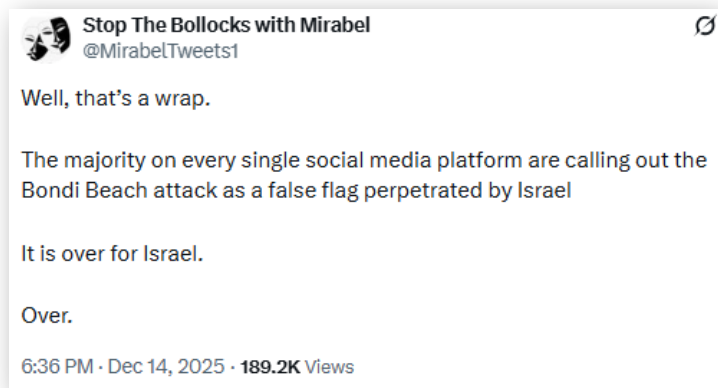 Stop The Bollocks with Mirabel
@MirabelTweets1
Well, that’s a wrap.
The majority on every single social media platform are calling out the
Bondi Beach attack as a false flag perpetrated by Israel
It is over for Israel.
Over.
6:36 PM · Dec 14, 2025 · 189.2K Views